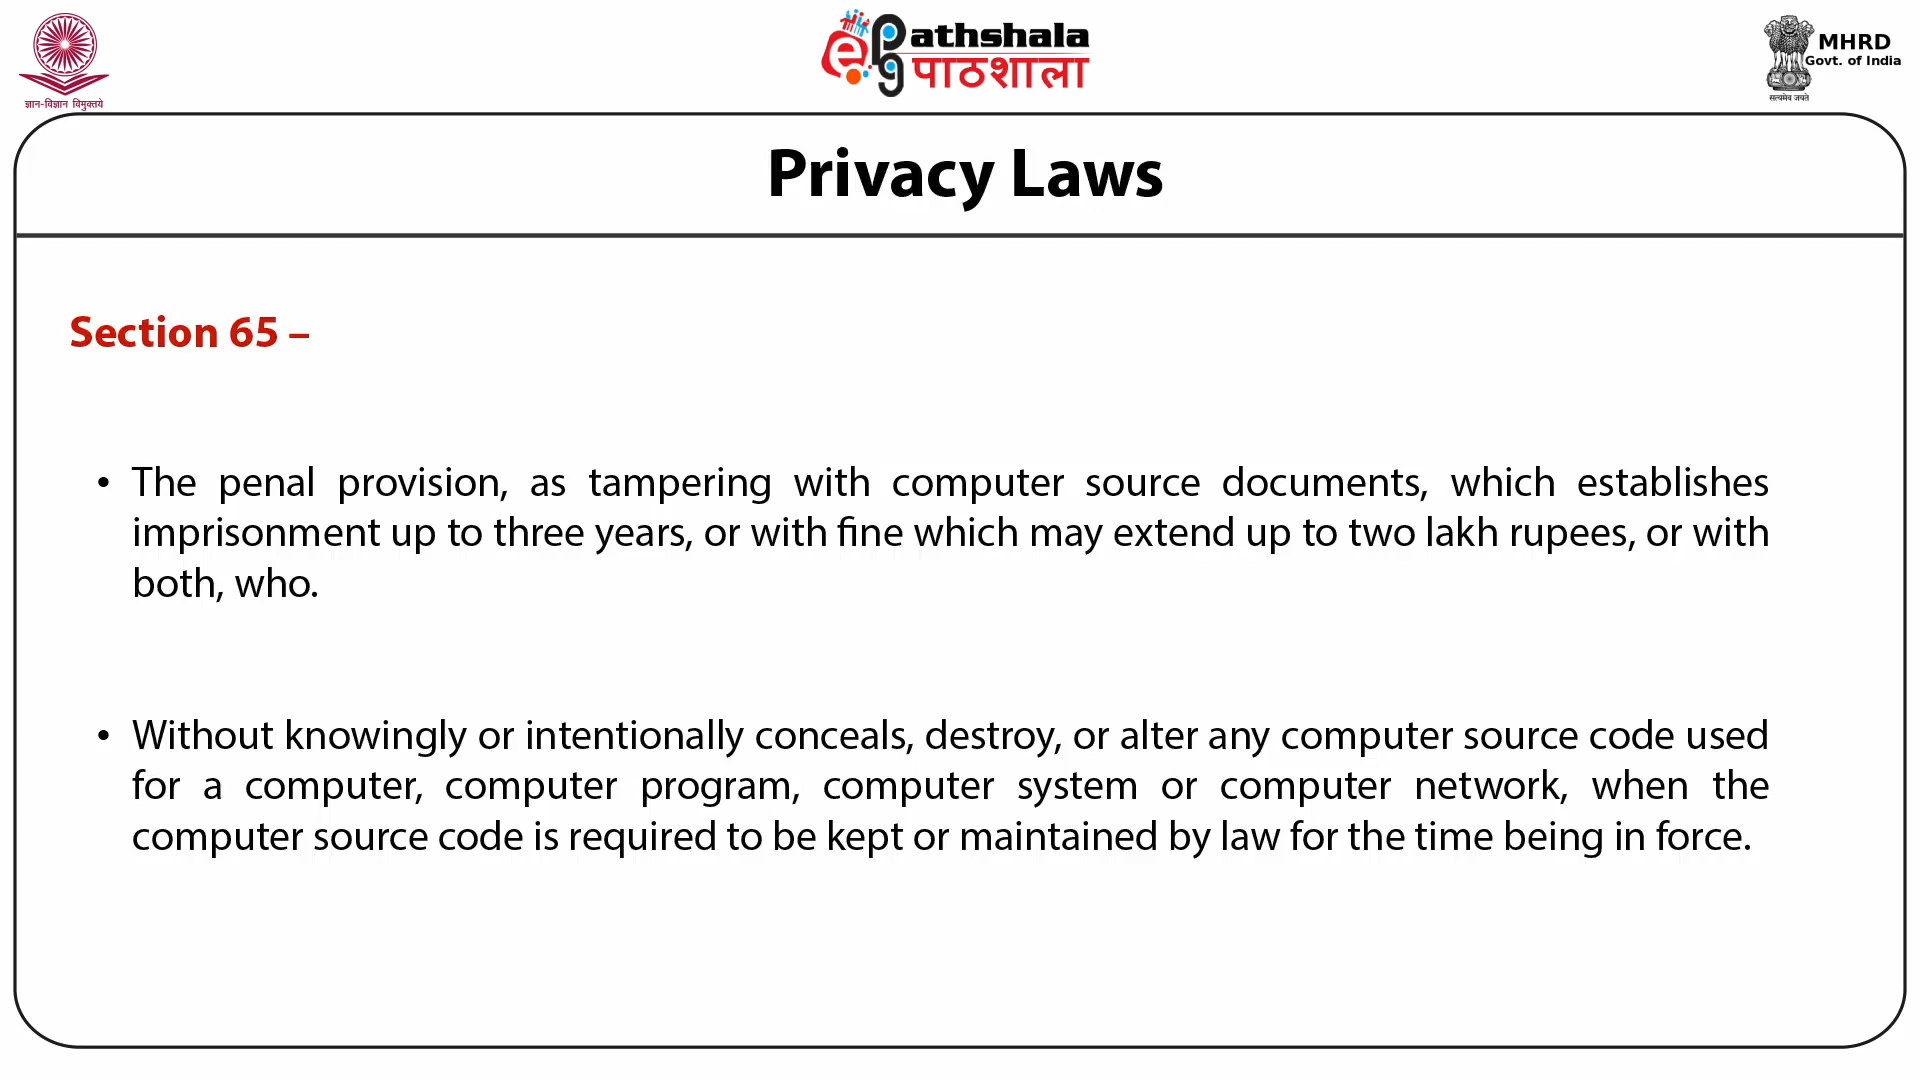 ज्ञान-विज्ञान विमुक्तये
e Pathshala
पाठशाला
MHRD
Govt. of India
सत्यमेव जयते
Privacy Laws
Section 65 –
• The penal provision, as tampering with computer source documents, which establishes
imprisonment up to three years, or with fine which may extend up to two lakh rupees, or with
both, who.
• Without knowingly or intentionally conceals, destroy, or alter any computer source code used
for a computer, computer program, computer system or computer network, when the
computer source code is required to be kept or maintained by law for the time being in force.